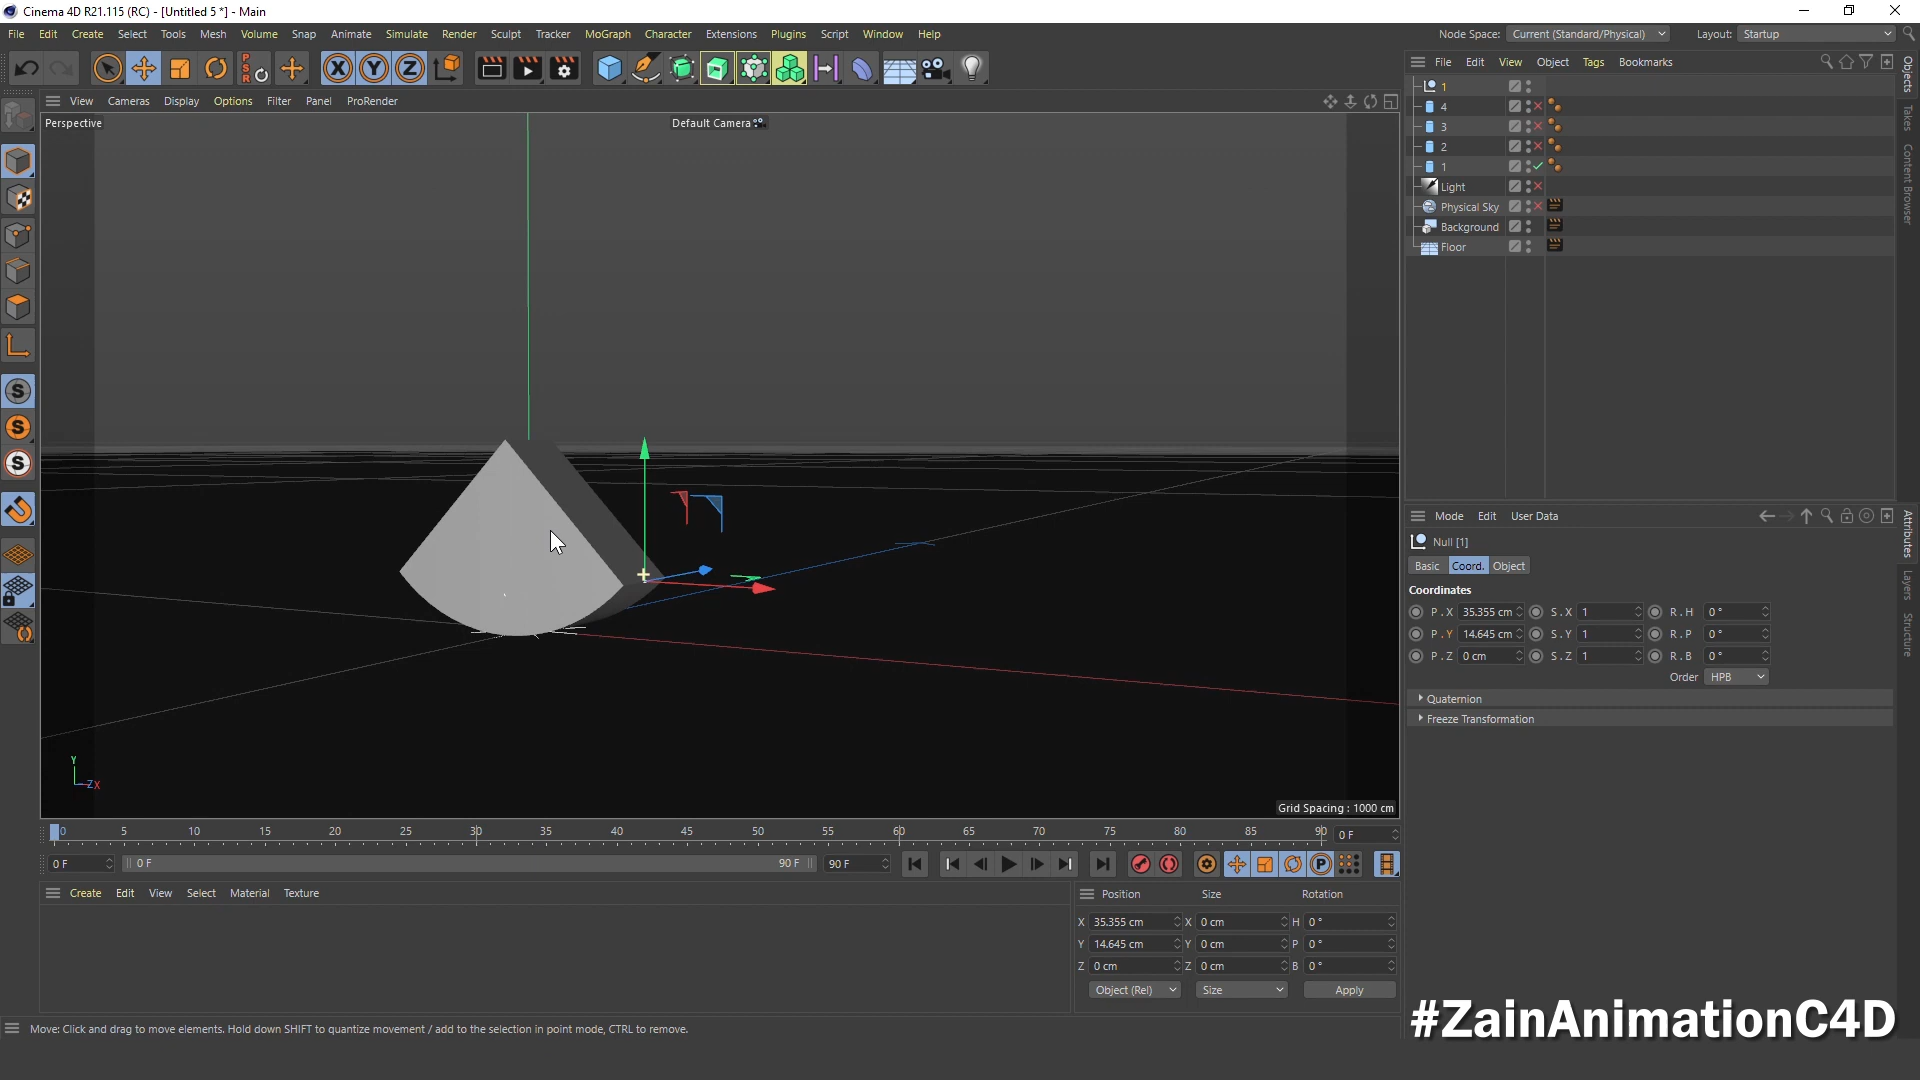 Cinema 4D R21.115 (RC) - [Untitled 5 *] - Main
File Edit Create Select Tools Mesh Volume Snap Animate Simulate Render Sculpt Tracker MoGraph Character Extensions Plugins Script Window Help
Node Space: Current (Standard/Physical) Layout: Startup
X Y Z
PSR
View Cameras Display Options Filter Panel ProRender
Perspective
Default Camera
File Edit View Object Tags Bookmarks
1
4
3
2
1
Light
Physical Sky
Background
Floor
Objects
Takes
Content Browser
Mode Edit User Data
Null [1]
Basic Coord. Object
Coordinates
P . X 35.355 cm S . X 1 R . H 0°
P . Y 14.645 cm S . Y 1 R . P 0°
P . Z 0 cm S . Z 1 R . B 0°
Order HPB
Quaternion
Freeze Transformation
Attributes
Layers
Structure
S
S
S
Y
Z X
Grid Spacing : 1000 cm
0 5 10 15 20 25 30 35 40 45 50 55 60 65 70 75 80 85 90 0 F
0 F 0 F 90 F 90 F
P
Create Edit View Select Material Texture
Position Size Rotation
X 35.355 cm X 0 cm H 0°
Y 14.645 cm Y 0 cm P 0°
Z 0 cm Z 0 cm B 0°
Object (Rel) Size Apply
Move: Click and drag to move elements. Hold down SHIFT to quantize movement / add to the selection in point mode, CTRL to remove.
#ZainAnimationC4D